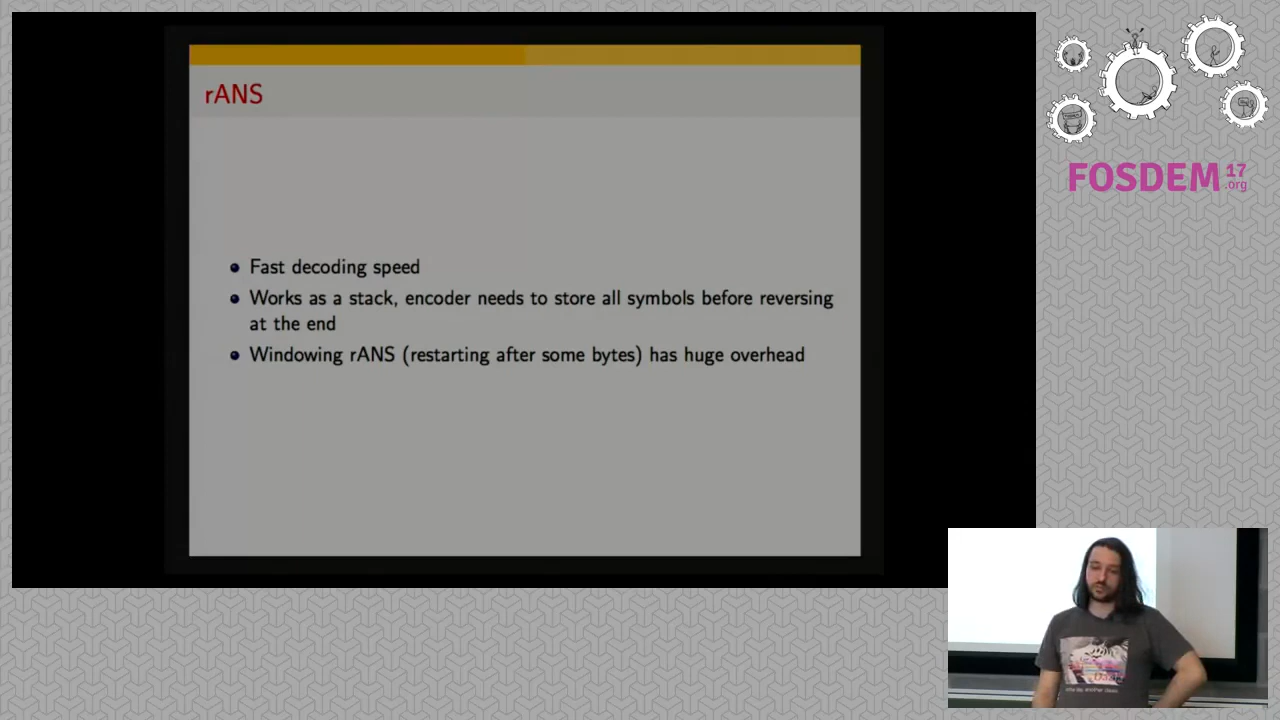 rANS
Fast decoding speed
Works as a stack, encoder needs to store all symbols before reversing
at the end
Windowing rANS (restarting after some bytes) has huge overhead
FOSDEM 17
.org